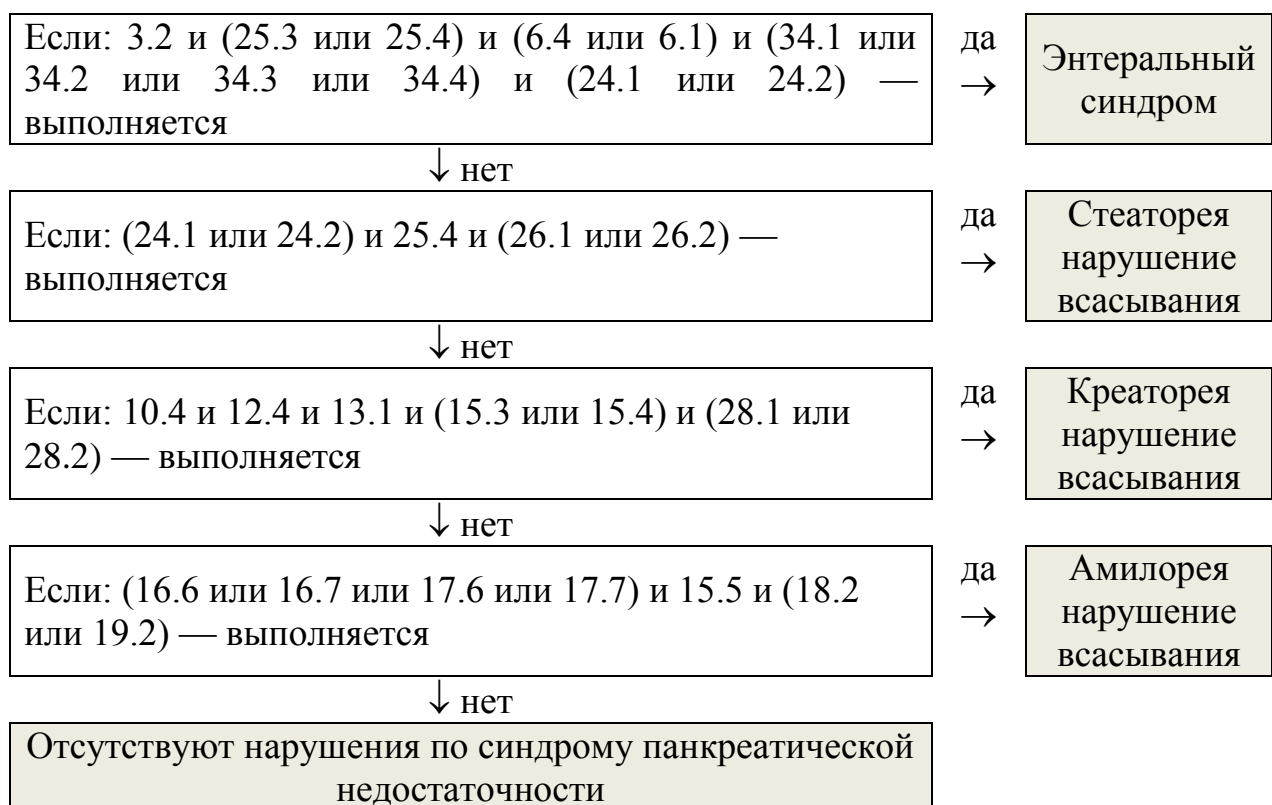 Если: 3.2 и (25.3 или 25.4) и (6.4 или 6.1) и (34.1 или
34.2 или 34.3 или 34.4) и (24.1 или 24.2) —
выполняется
да
→
Энтеральный
синдром
↓ нет
Если: (24.1 или 24.2) и 25.4 и (26.1 или 26.2) —
выполняется
да
→
Стеаторея
нарушение
всасывания
↓ нет
Если: 10.4 и 12.4 и 13.1 и (15.3 или 15.4) и (28.1 или
28.2) — выполняется
да
→
Креаторея
нарушение
всасывания
↓ нет
Если: (16.6 или 16.7 или 17.6 или 17.7) и 15.5 и (18.2
или 19.2) — выполняется
да
→
Амилорея
нарушение
всасывания
↓ нет
Отсутствуют нарушения по синдрому панкреатической
недостаточности